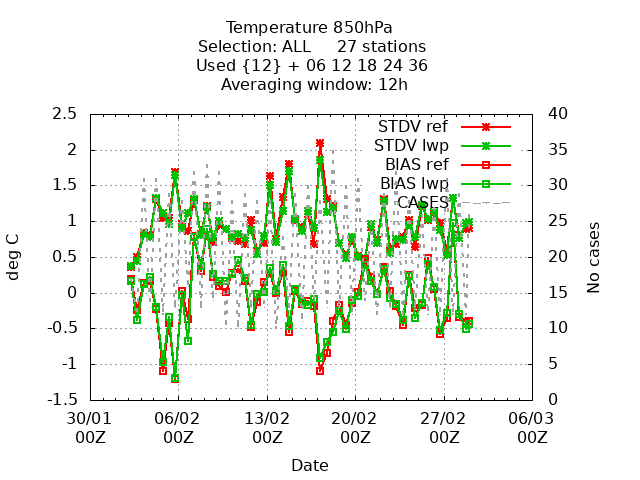 Temperature 850hPa
Selection: ALL     27 stations
Used {12} + 06 12 18 24 36
Averaging window: 12h
2.5
2
1.5
1
0.5
0
-0.5
-1
-1.5
deg C
40
35
30
25
20
15
10
5
0
No cases
STDV ref
STDV lwp
BIAS ref
BIAS lwp
CASES
30/01 06/02 13/02 20/02 27/02 06/03
00Z 00Z 00Z 00Z 00Z 00Z
Date